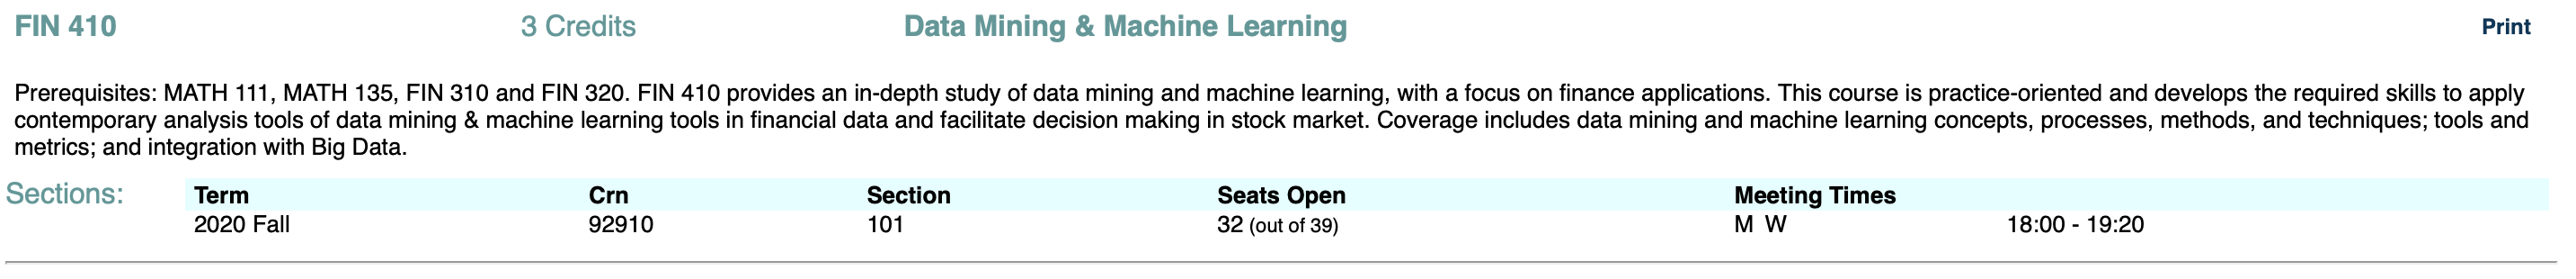 FIN 410 3 Credits Data Mining & Machine Learning Print
Prerequisites: MATH 111, MATH 135, FIN 310 and FIN 320. FIN 410 provides an in-depth study of data mining and machine learning, with a focus on finance applications. This course is practice-oriented and develops the required skills to apply
contemporary analysis tools of data mining & machine learning tools in financial data and facilitate decision making in stock market. Coverage includes data mining and machine learning concepts, processes, methods, and techniques; tools and
metrics; and integration with Big Data.
Sections: Term Crn Section Seats Open Meeting Times
2020 Fall 92910 101 32 (out of 39) M W 18:00 - 19:20